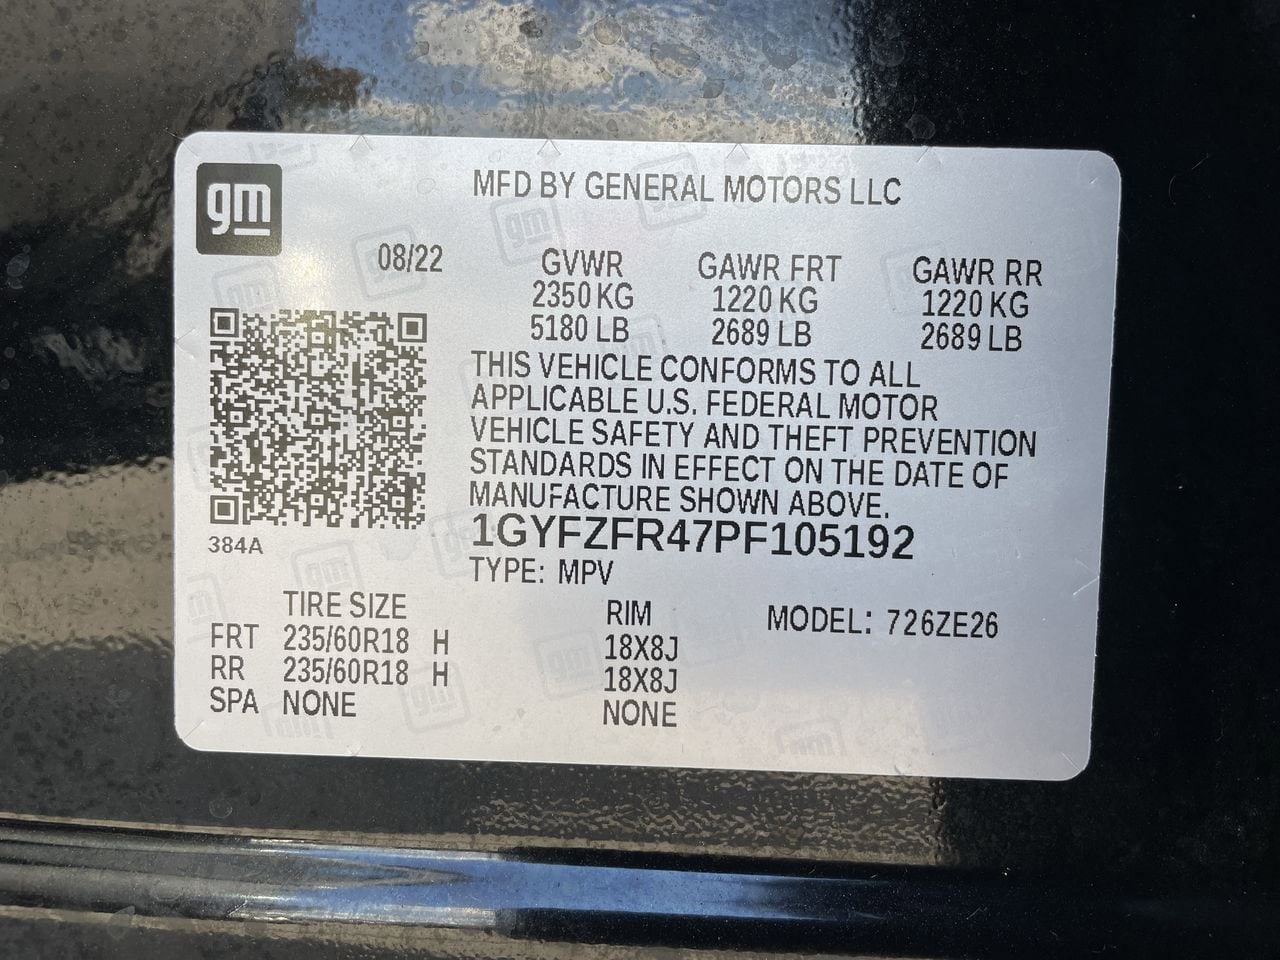 gm
MFD BY GENERAL MOTORS LLC
08/22 GVWR GAWR FRT GAWR RR
2350 KG 1220 KG 1220 KG
5180 LB 2689 LB 2689 LB
THIS VEHICLE CONFORMS TO ALL
APPLICABLE U.S. FEDERAL MOTOR
VEHICLE SAFETY AND THEFT PREVENTION
STANDARDS IN EFFECT ON THE DATE OF
MANUFACTURE SHOWN ABOVE.
1GYFZFR47PF105192
384A
TYPE: MPV
TIRE SIZE RIM MODEL: 726ZE26
FRT 235/60R18 H 18X8J
RR 235/60R18 H 18X8J
SPA NONE NONE